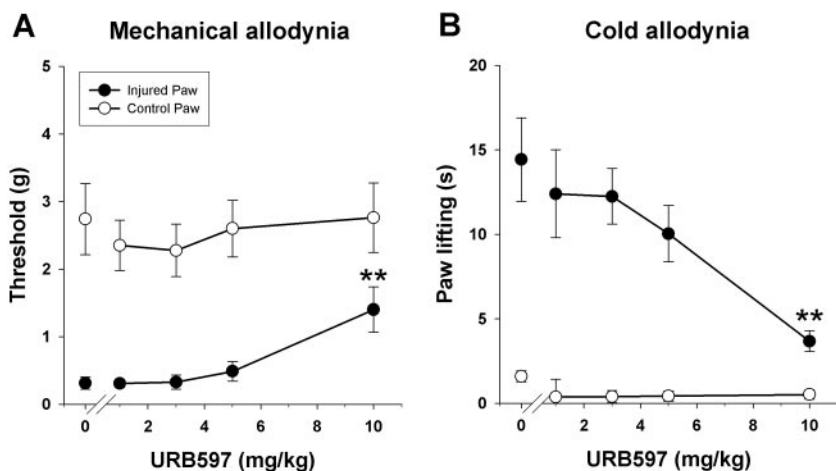 A
Mechanical allodynia
Threshold (g)
5
4
3
2
1
0
Injured Paw
Control Paw
**
0 2 4 6 8 10
URB597 (mg/kg)
B
Cold allodynia
Paw lifting (s)
20
15
10
5
0
**
0 2 4 6 8 10
URB597 (mg/kg)